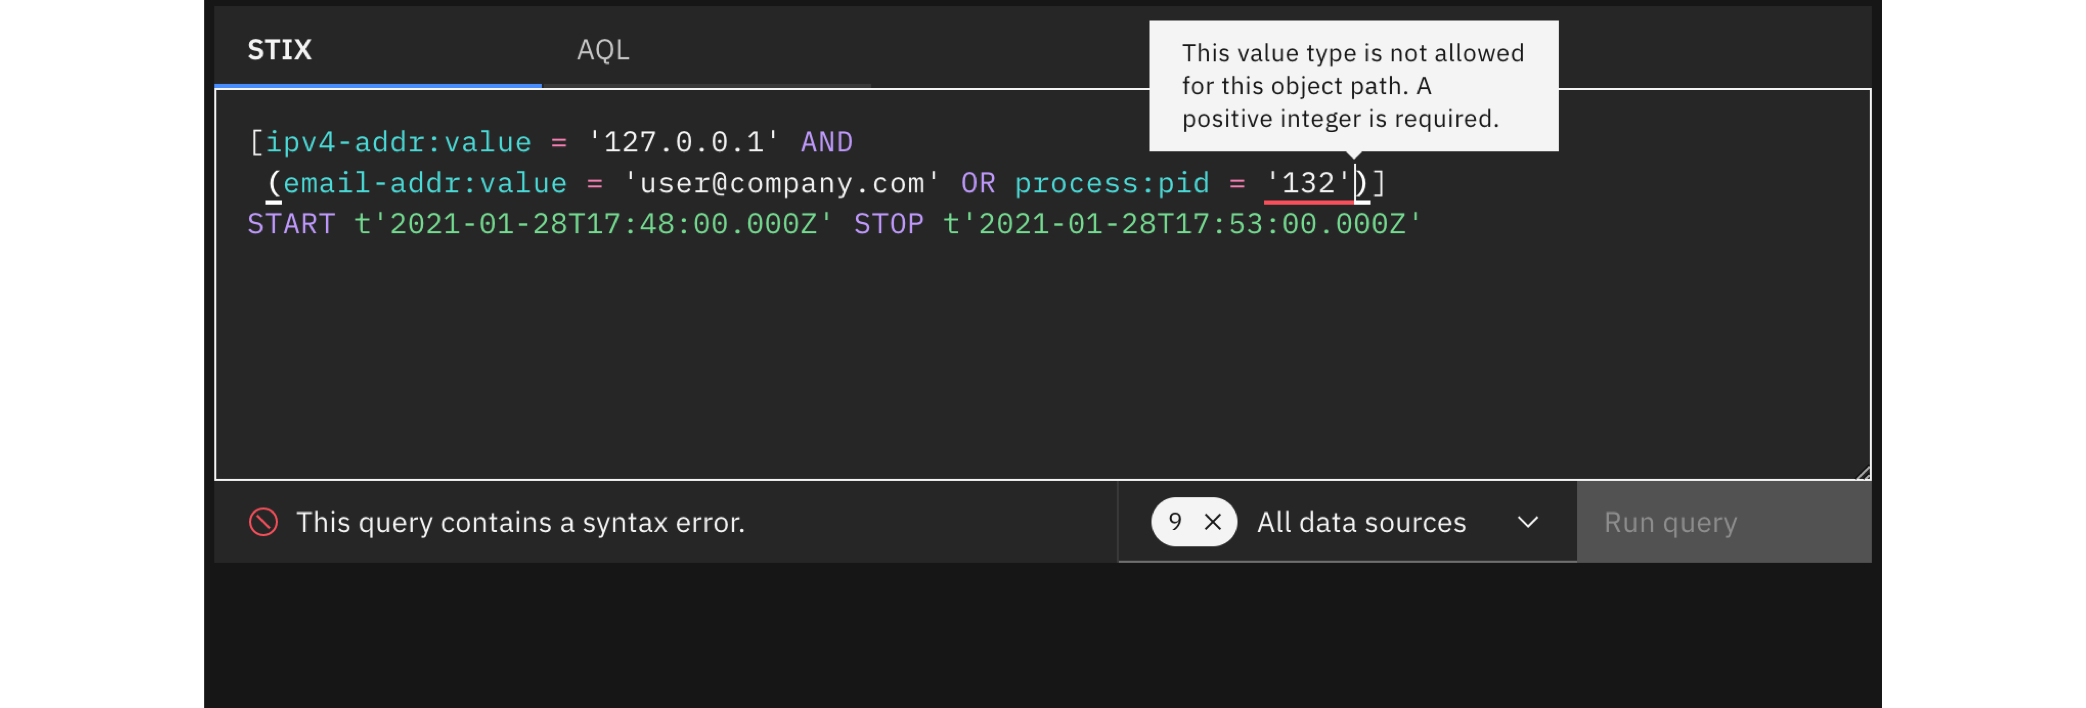 STIX
AQL
This value type is not allowed
for this object path. A
positive integer is required.
[ipv4-addr:value = '127.0.0.1' AND
(email-addr:value = 'user@company.com' OR process:pid = '132')]
START t'2021-01-28T17:48:00.000Z' STOP t'2021-01-28T17:53:00.000Z'
This query contains a syntax error.
9
All data sources
Run query